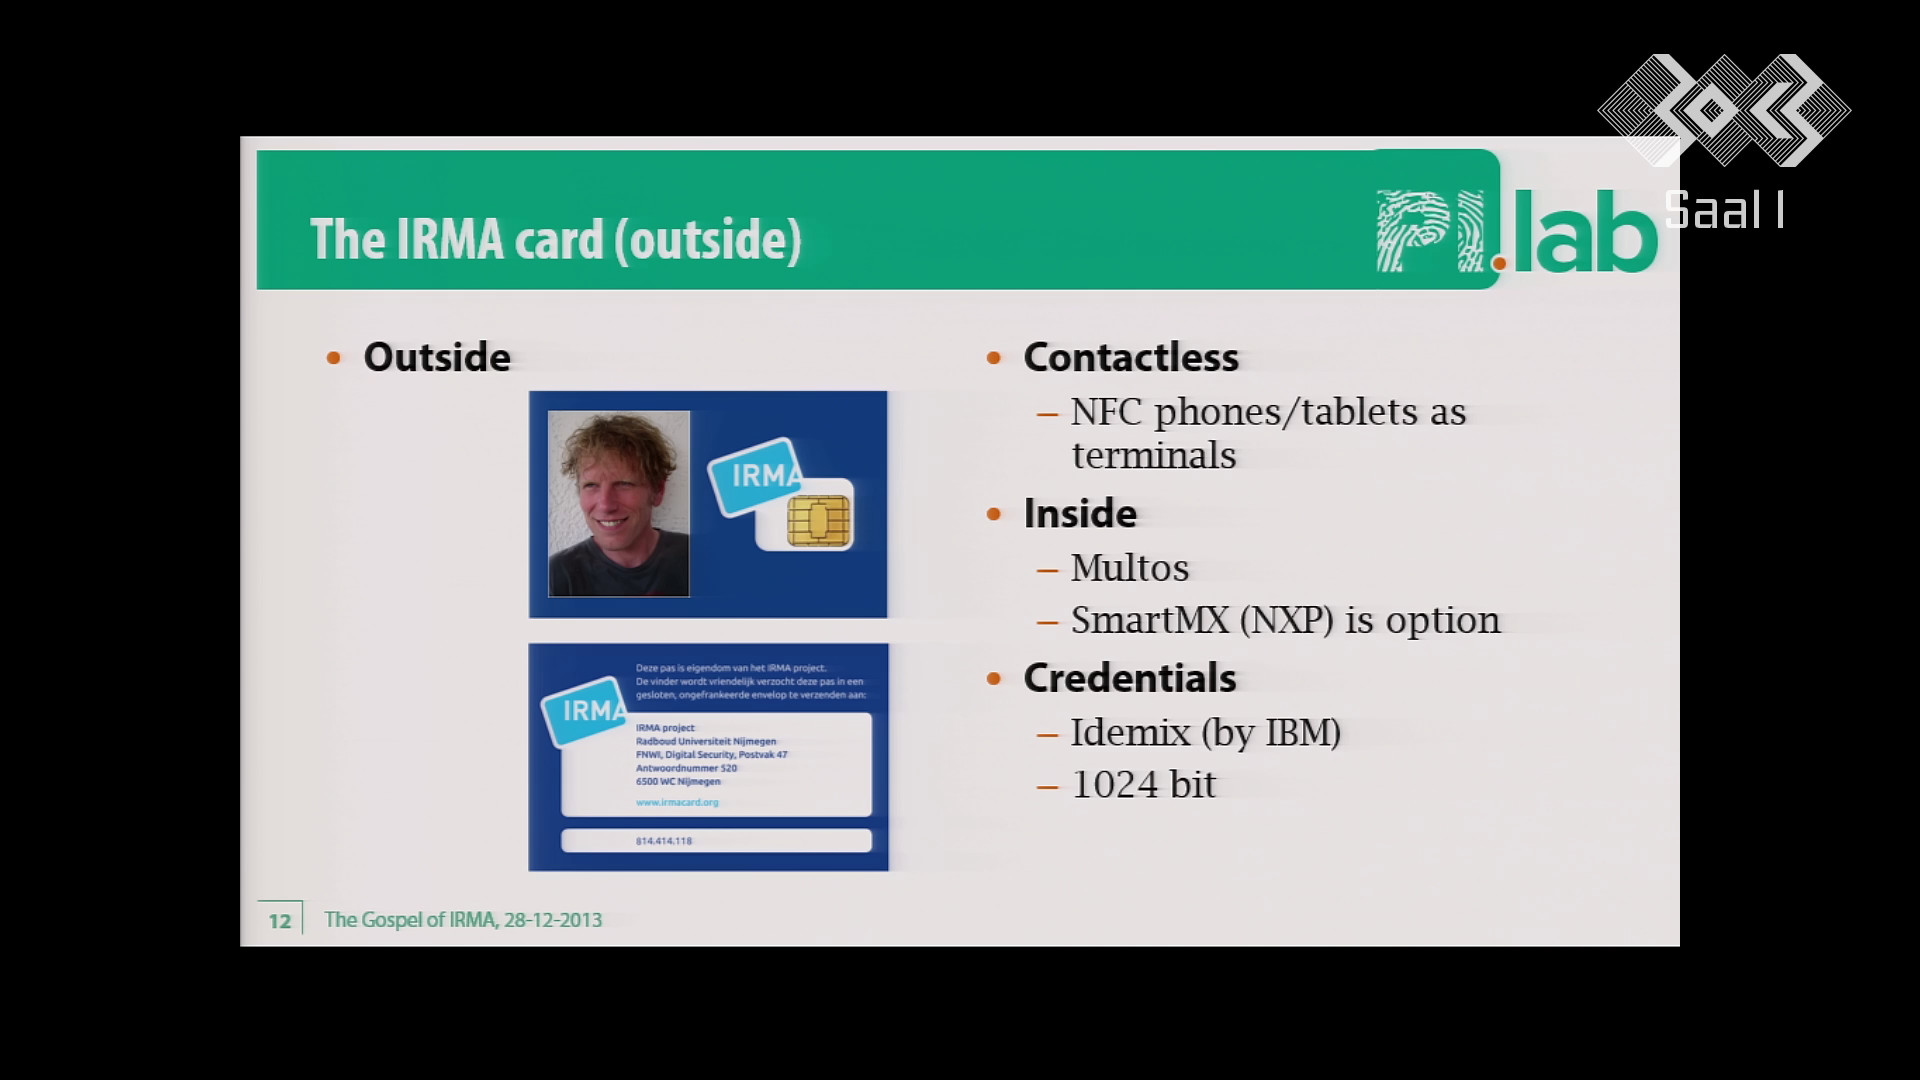 Saal 1
The IRMA card (outside)
PI.lab
Outside
IRMA
Deze pas is eigendom van het IRMA project.
De vinder wordt vriendelijk verzocht deze pas in een
gesloten, ongefrankeerde envelop te verzenden aan:
IRMA
IRMA project
Radboud Universiteit Nijmegen
FNWI, Digital Security, Postvak 47
Antwoordnummer 520
6500 WC Nijmegen
www.irmacard.org
814.414.118
Contactless
– NFC phones/tablets as
terminals
Inside
– Multos
– SmartMX (NXP) is option
Credentials
– Idemix (by IBM)
– 1024 bit
12
The Gospel of IRMA, 28-12-2013